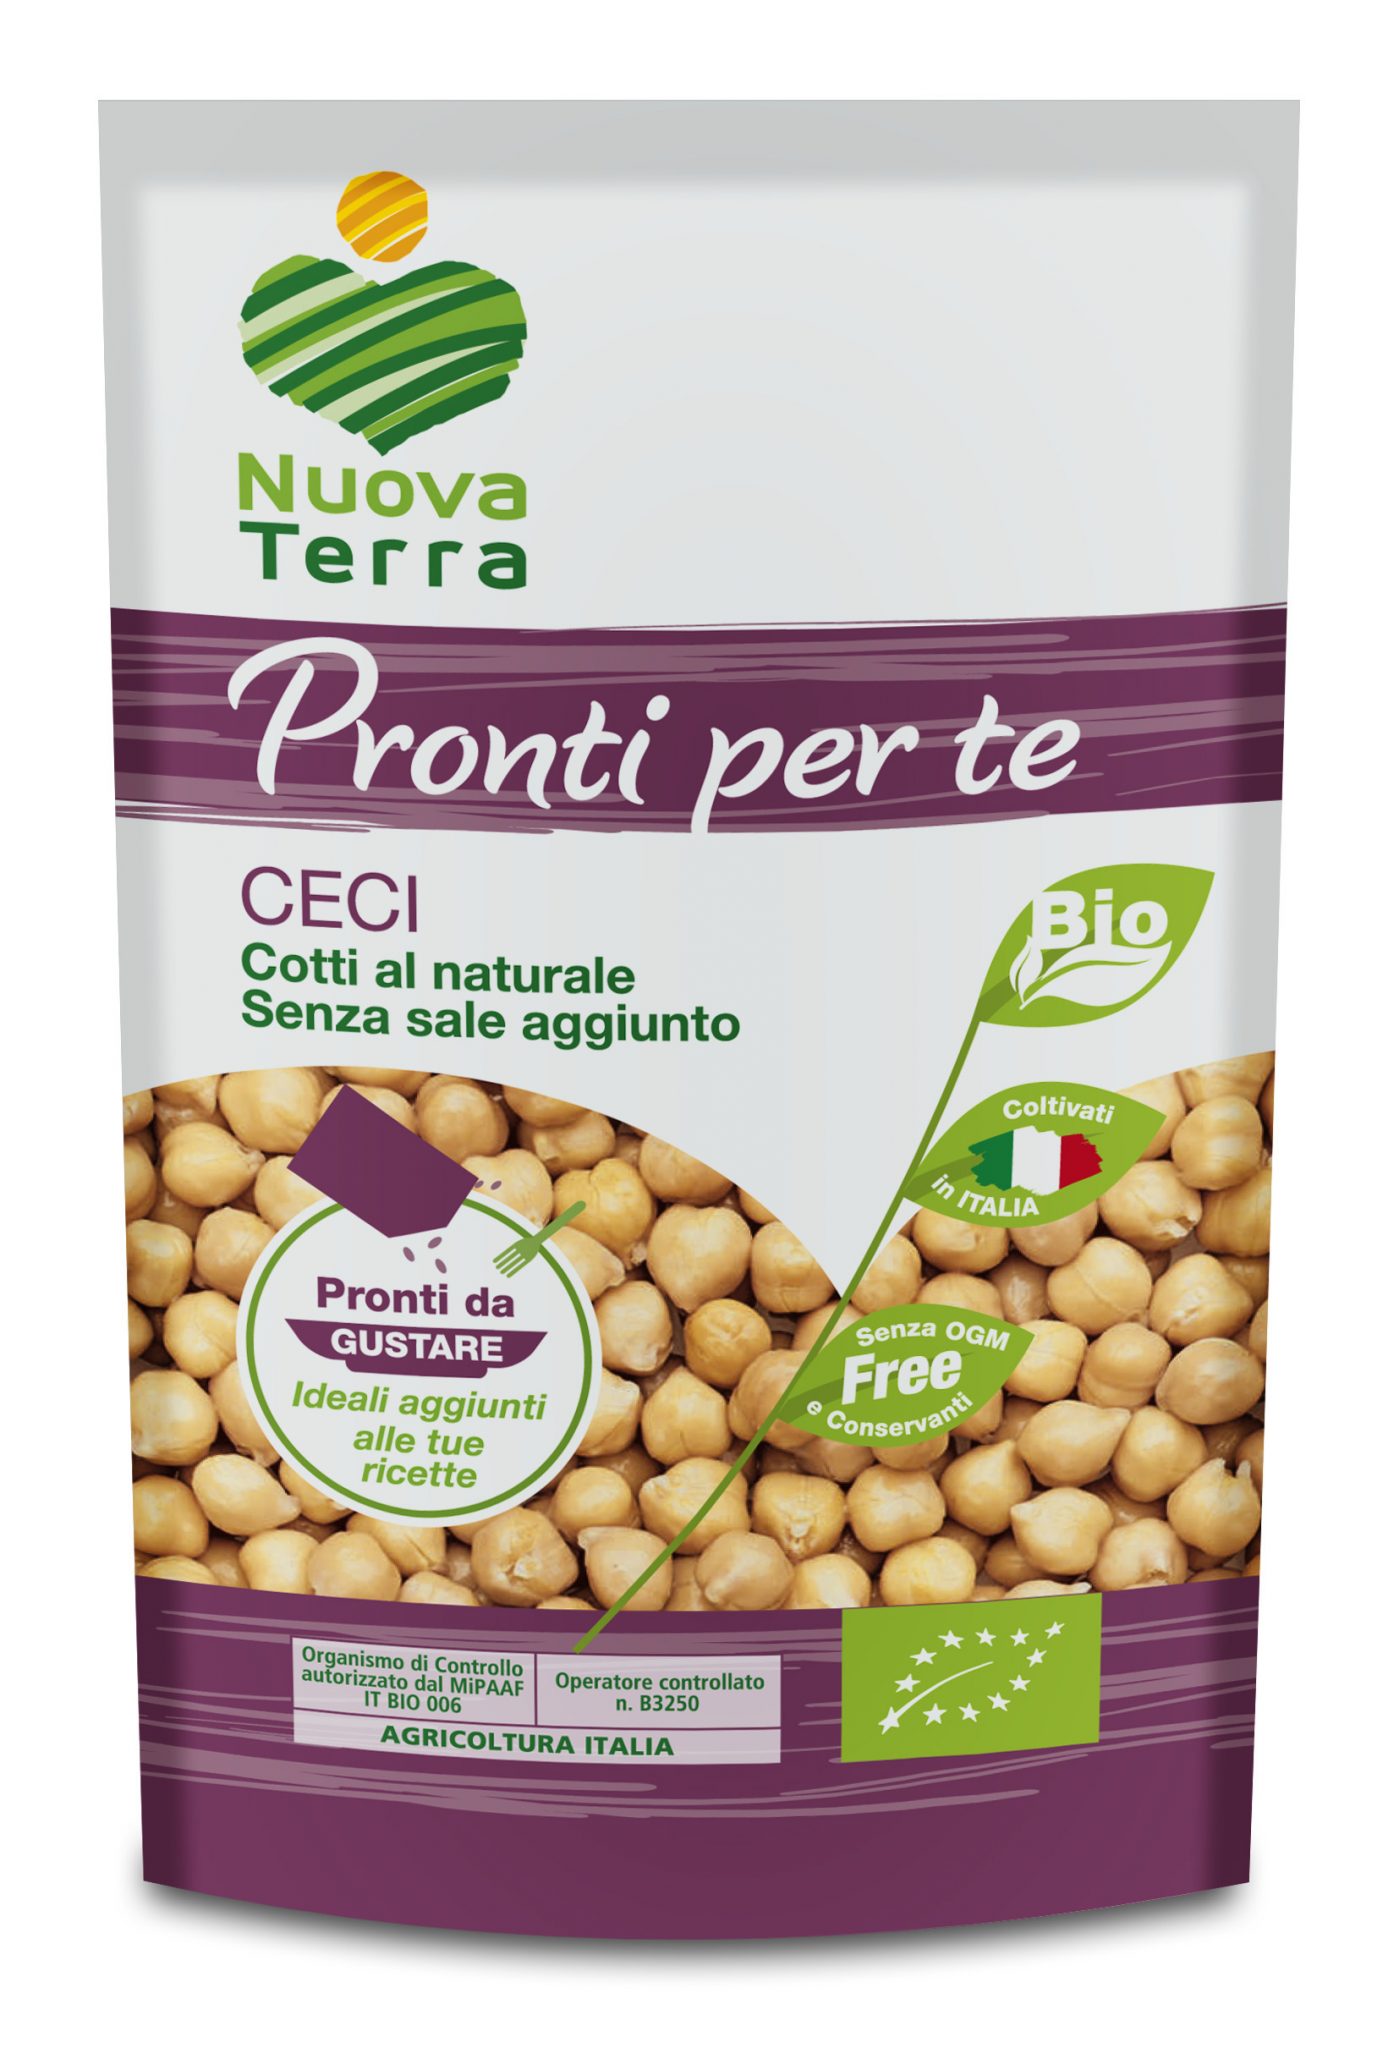 Nuova
Terra
Pronti per te
CECI
Cotti al naturale
Senza sale aggiunto
Bio
Coltivati
in ITALIA
Senza OGM
Free
e Conservanti
Pronti da
GUSTARE
Ideali aggiunti
alle tue
ricette
Organismo di Controllo
autorizzato dal MiPAAF
IT BIO 006
Operatore controllato
n. B3250
AGRICOLTURA ITALIA